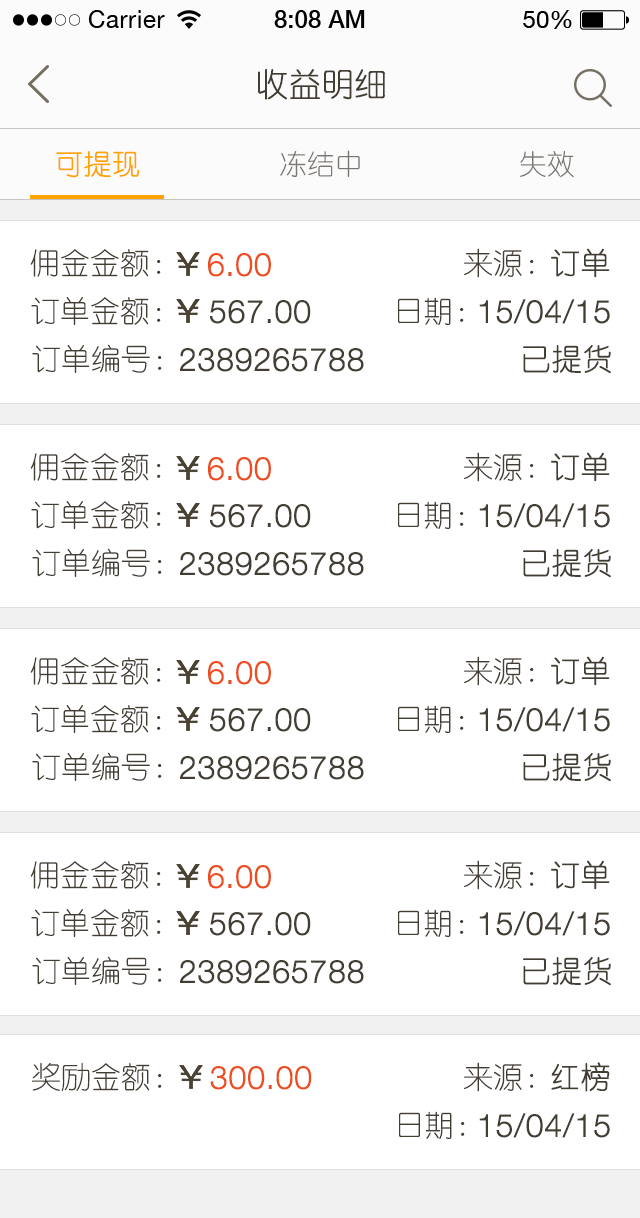 Carrier 8:08 AM 50%
收益明细
可提现 冻结中 失效
佣金金额：¥ 6.00 来源：订单
订单金额：¥ 567.00 日期：15/04/15
订单编号：2389265788 已提货
佣金金额：¥ 6.00 来源：订单
订单金额：¥ 567.00 日期：15/04/15
订单编号：2389265788 已提货
佣金金额：¥ 6.00 来源：订单
订单金额：¥ 567.00 日期：15/04/15
订单编号：2389265788 已提货
佣金金额：¥ 6.00 来源：订单
订单金额：¥ 567.00 日期：15/04/15
订单编号：2389265788 已提货
奖励金额：¥ 300.00 来源：红榜
日期：15/04/15